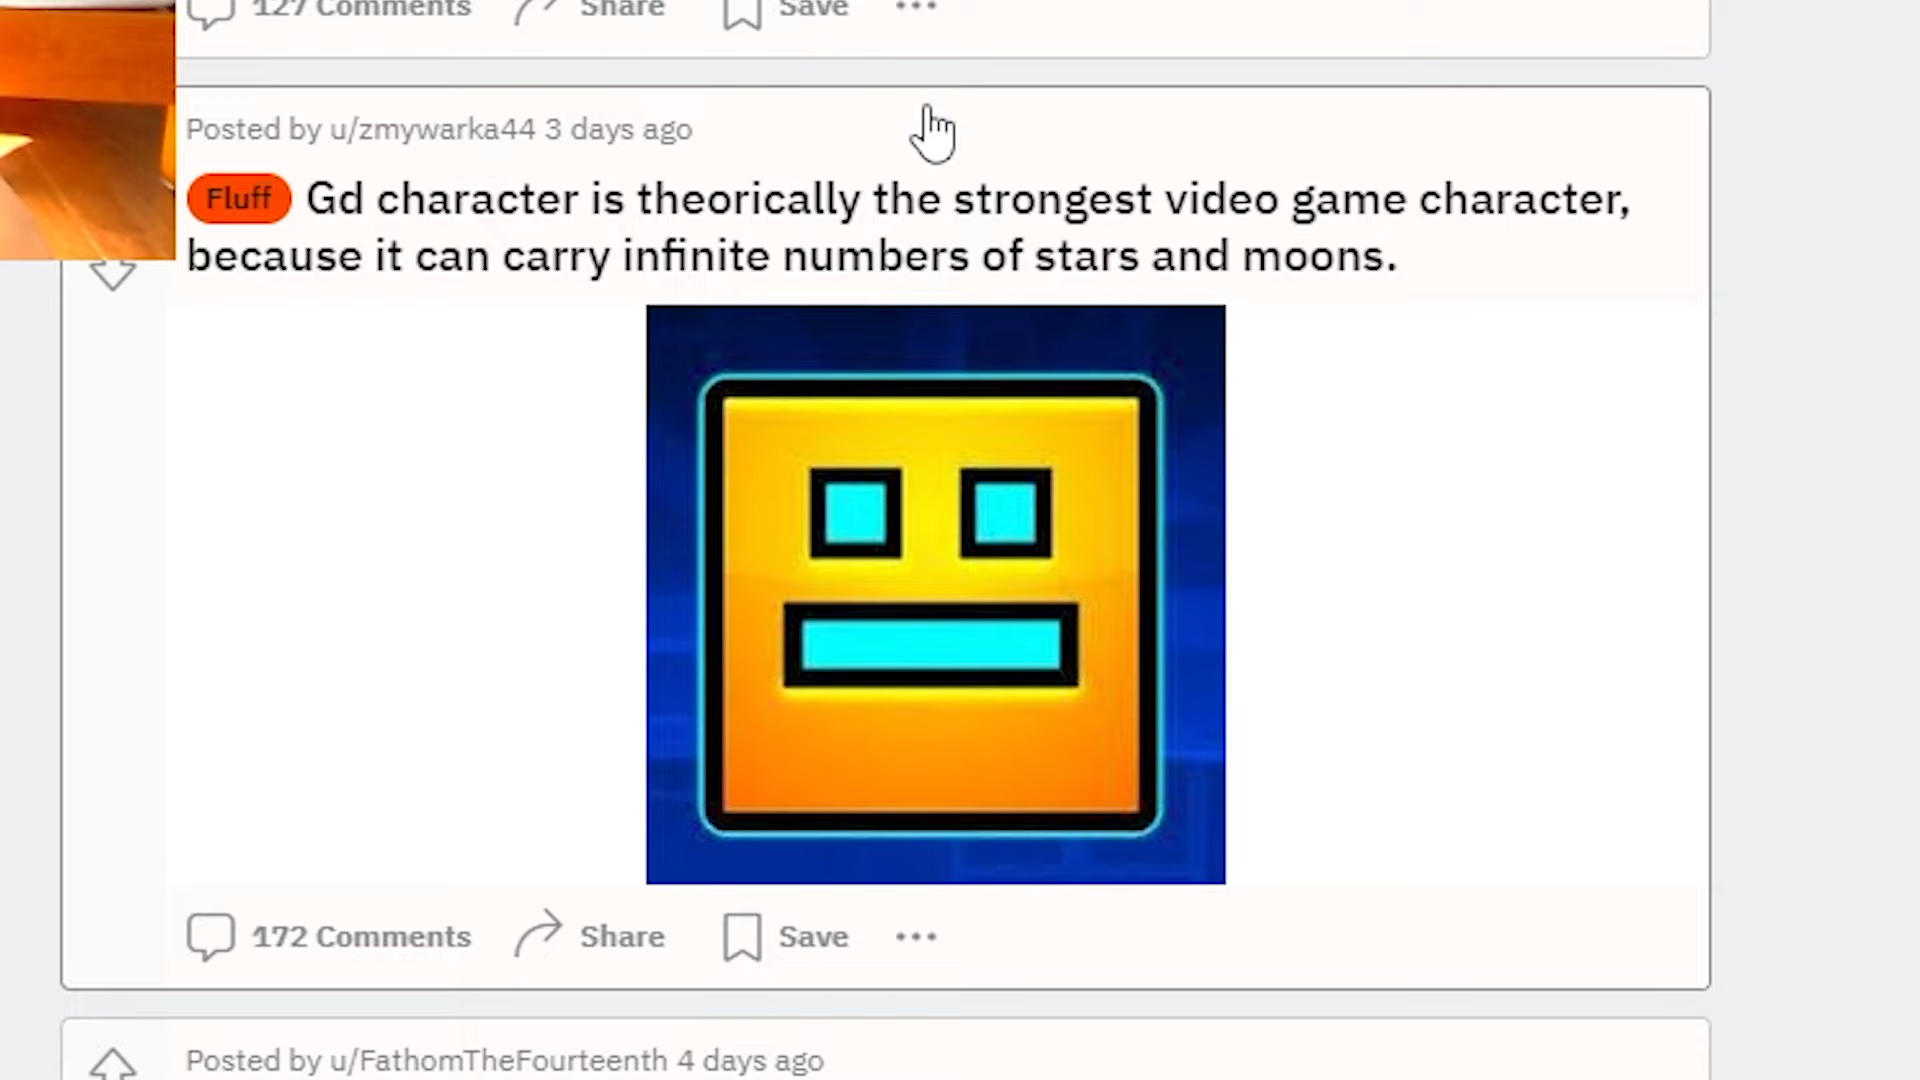 127 Comments Share Save
Posted by u/zmywarka44 3 days ago
Fluff Gd character is theorically the strongest video game character,
because it can carry infinite numbers of stars and moons.
172 Comments Share Save
Posted by u/FathomTheFourteenth 4 days ago